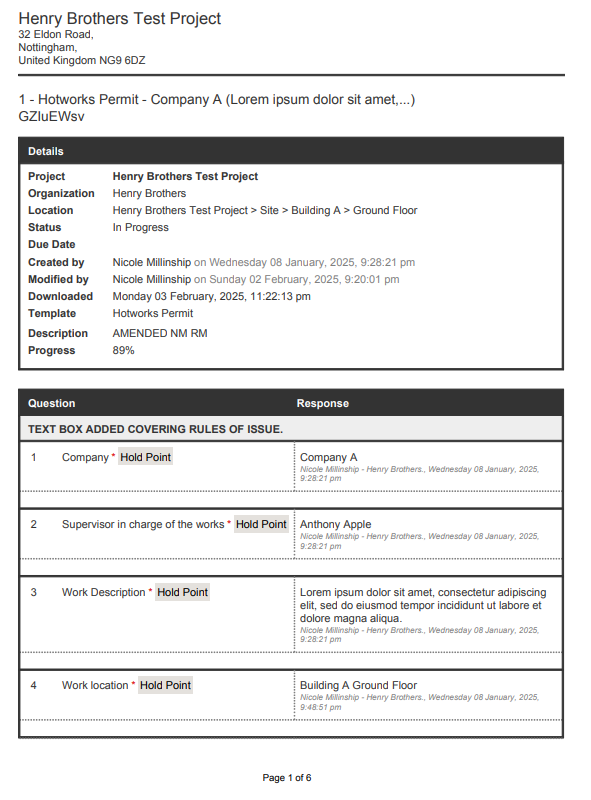 Henry Brothers Test Project
32 Eldon Road,
Nottingham,
United Kingdom NG9 6DZ
1 - Hotworks Permit - Company A (Lorem ipsum dolor sit amet,...)
GZIuEWsv
Details
Project Henry Brothers Test Project
Organization Henry Brothers
Location Henry Brothers Test Project > Site > Building A > Ground Floor
Status In Progress
Due Date
Created by Nicole Millinship on Wednesday 08 January, 2025, 9:28:21 pm
Modified by Nicole Millinship on Sunday 02 February, 2025, 9:20:01 pm
Downloaded Monday 03 February, 2025, 11:22:13 pm
Template Hotworks Permit
Description AMENDED NM RM
Progress 89%
Question Response
TEXT BOX ADDED COVERING RULES OF ISSUE.
1 Company * Hold Point Company A
Nicole Millinship - Henry Brothers., Wednesday 08 January, 2025,
9:28:21 pm
2 Supervisor in charge of the works * Hold Point Anthony Apple
Nicole Millinship - Henry Brothers., Wednesday 08 January, 2025,
9:28:21 pm
3 Work Description * Hold Point Lorem ipsum dolor sit amet, consectetur adipiscing
elit, sed do eiusmod tempor incididunt ut labore et
dolore magna aliqua.
Nicole Millinship - Henry Brothers., Wednesday 08 January, 2025,
9:28:21 pm
4 Work location * Hold Point Building A Ground Floor
Nicole Millinship - Henry Brothers., Wednesday 08 January, 2025,
9:48:51 pm
Page 1 of 6